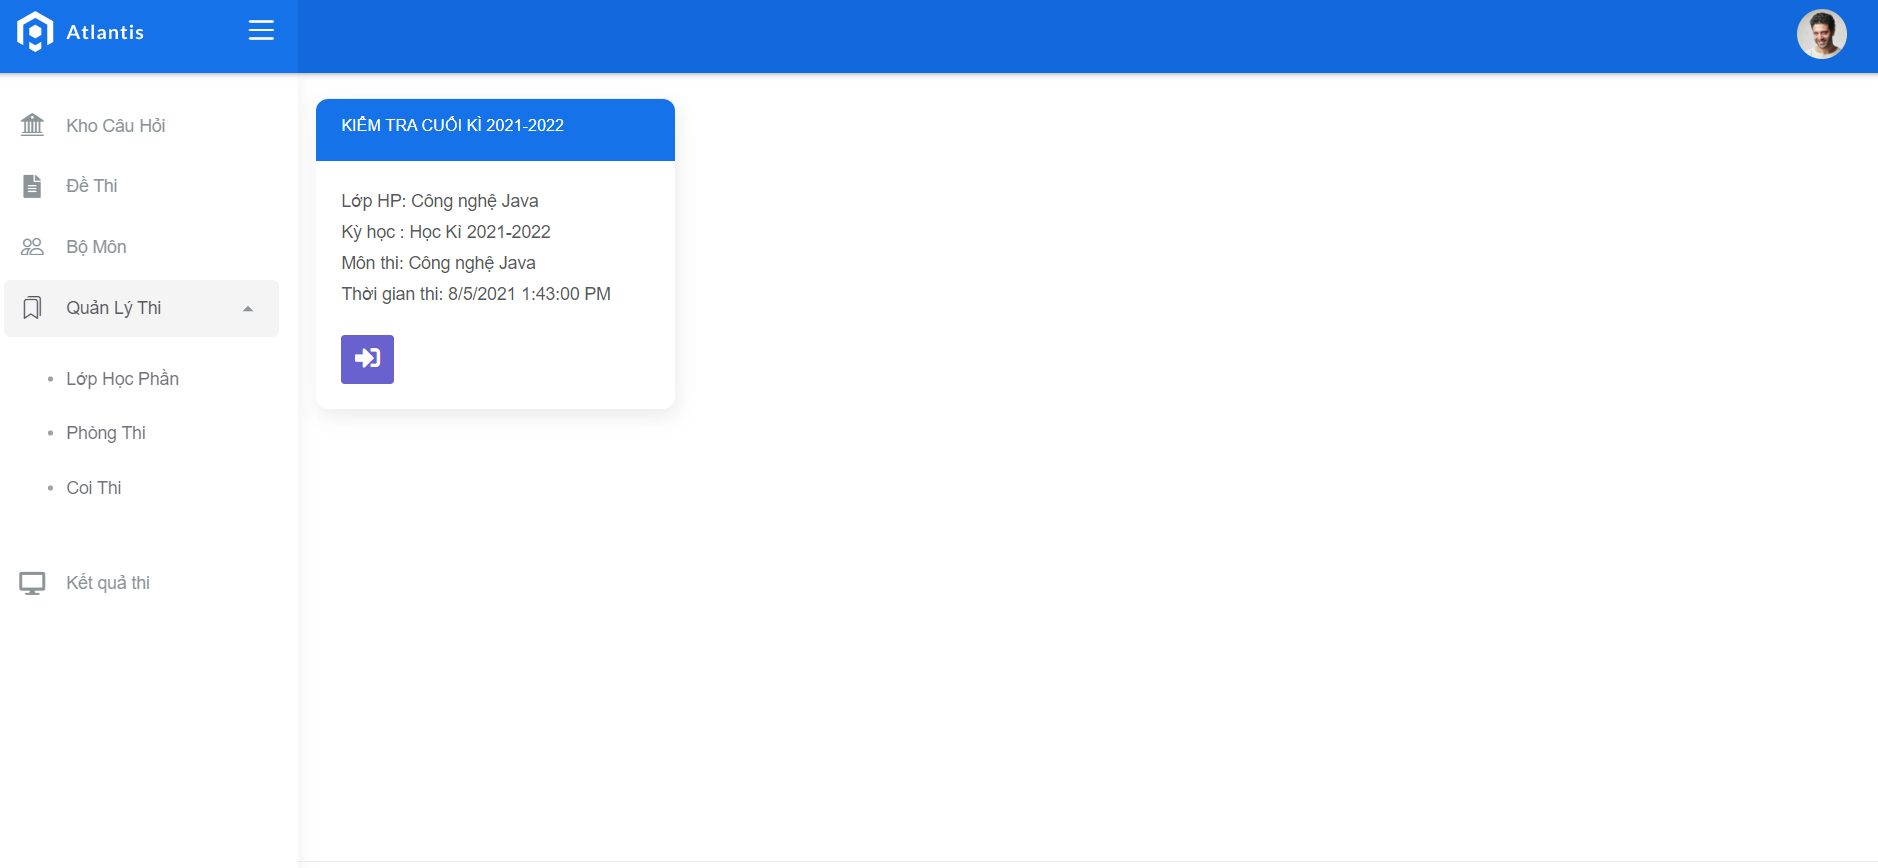 Atlantis
Kho Câu Hỏi
Đề Thi
Bộ Môn
Quản Lý Thi
Lớp Học Phần
Phòng Thi
Coi Thi
Kết quả thi
KIỂM TRA CUỐI KÌ 2021-2022
Lớp HP: Công nghệ Java
Kỳ học : Học Kì 2021-2022
Môn thi: Công nghệ Java
Thời gian thi: 8/5/2021 1:43:00 PM